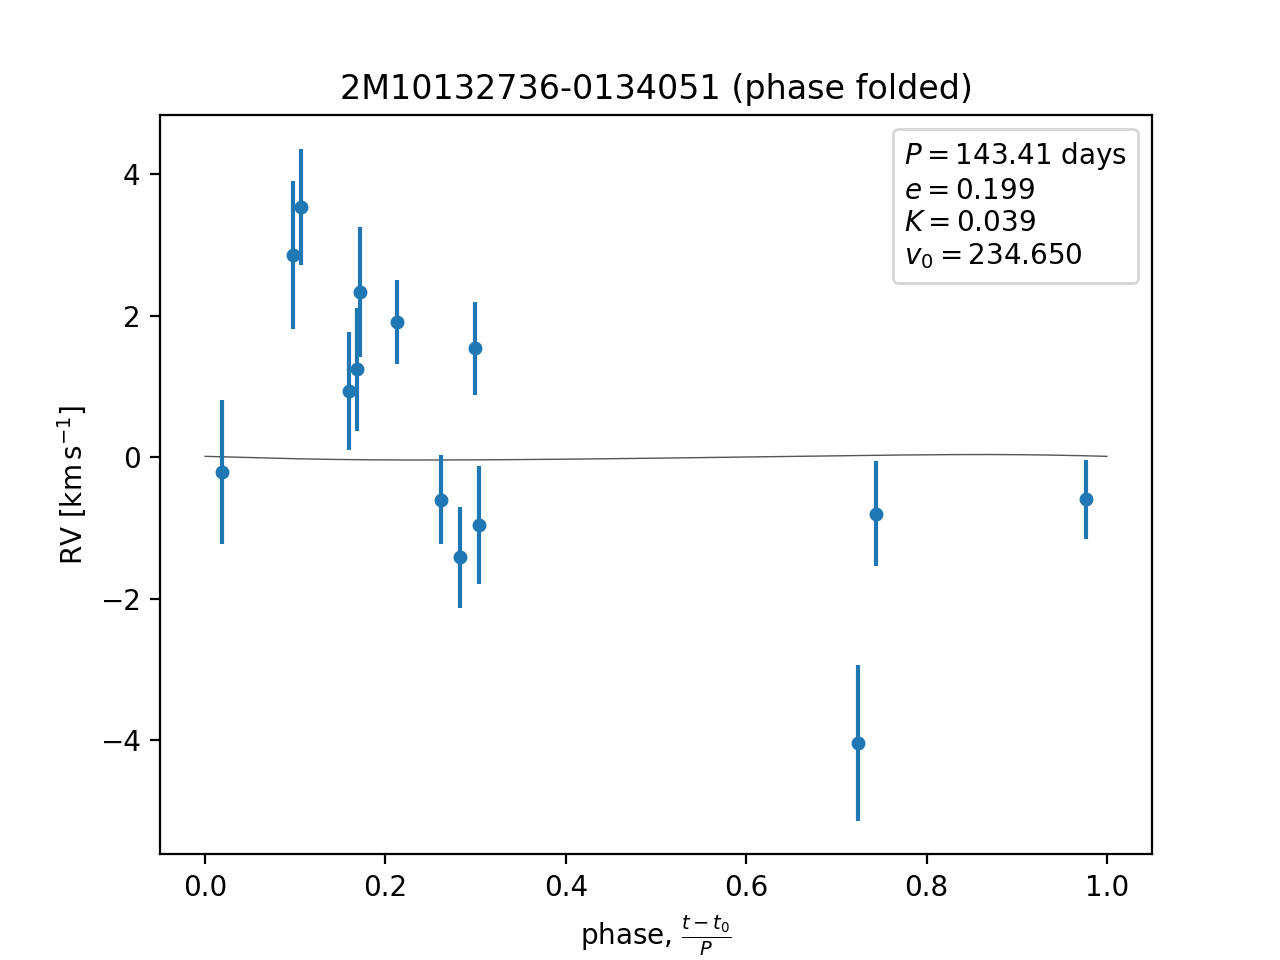 2M10132736-0134051 (phase folded)
P = 143.41 days
e = 0.199
K = 0.039
v₀ = 234.650
4
2
0
−2
−4
RV [km s⁻¹]
0.0 0.2 0.4 0.6 0.8 1.0
phase, (t − t₀)/P